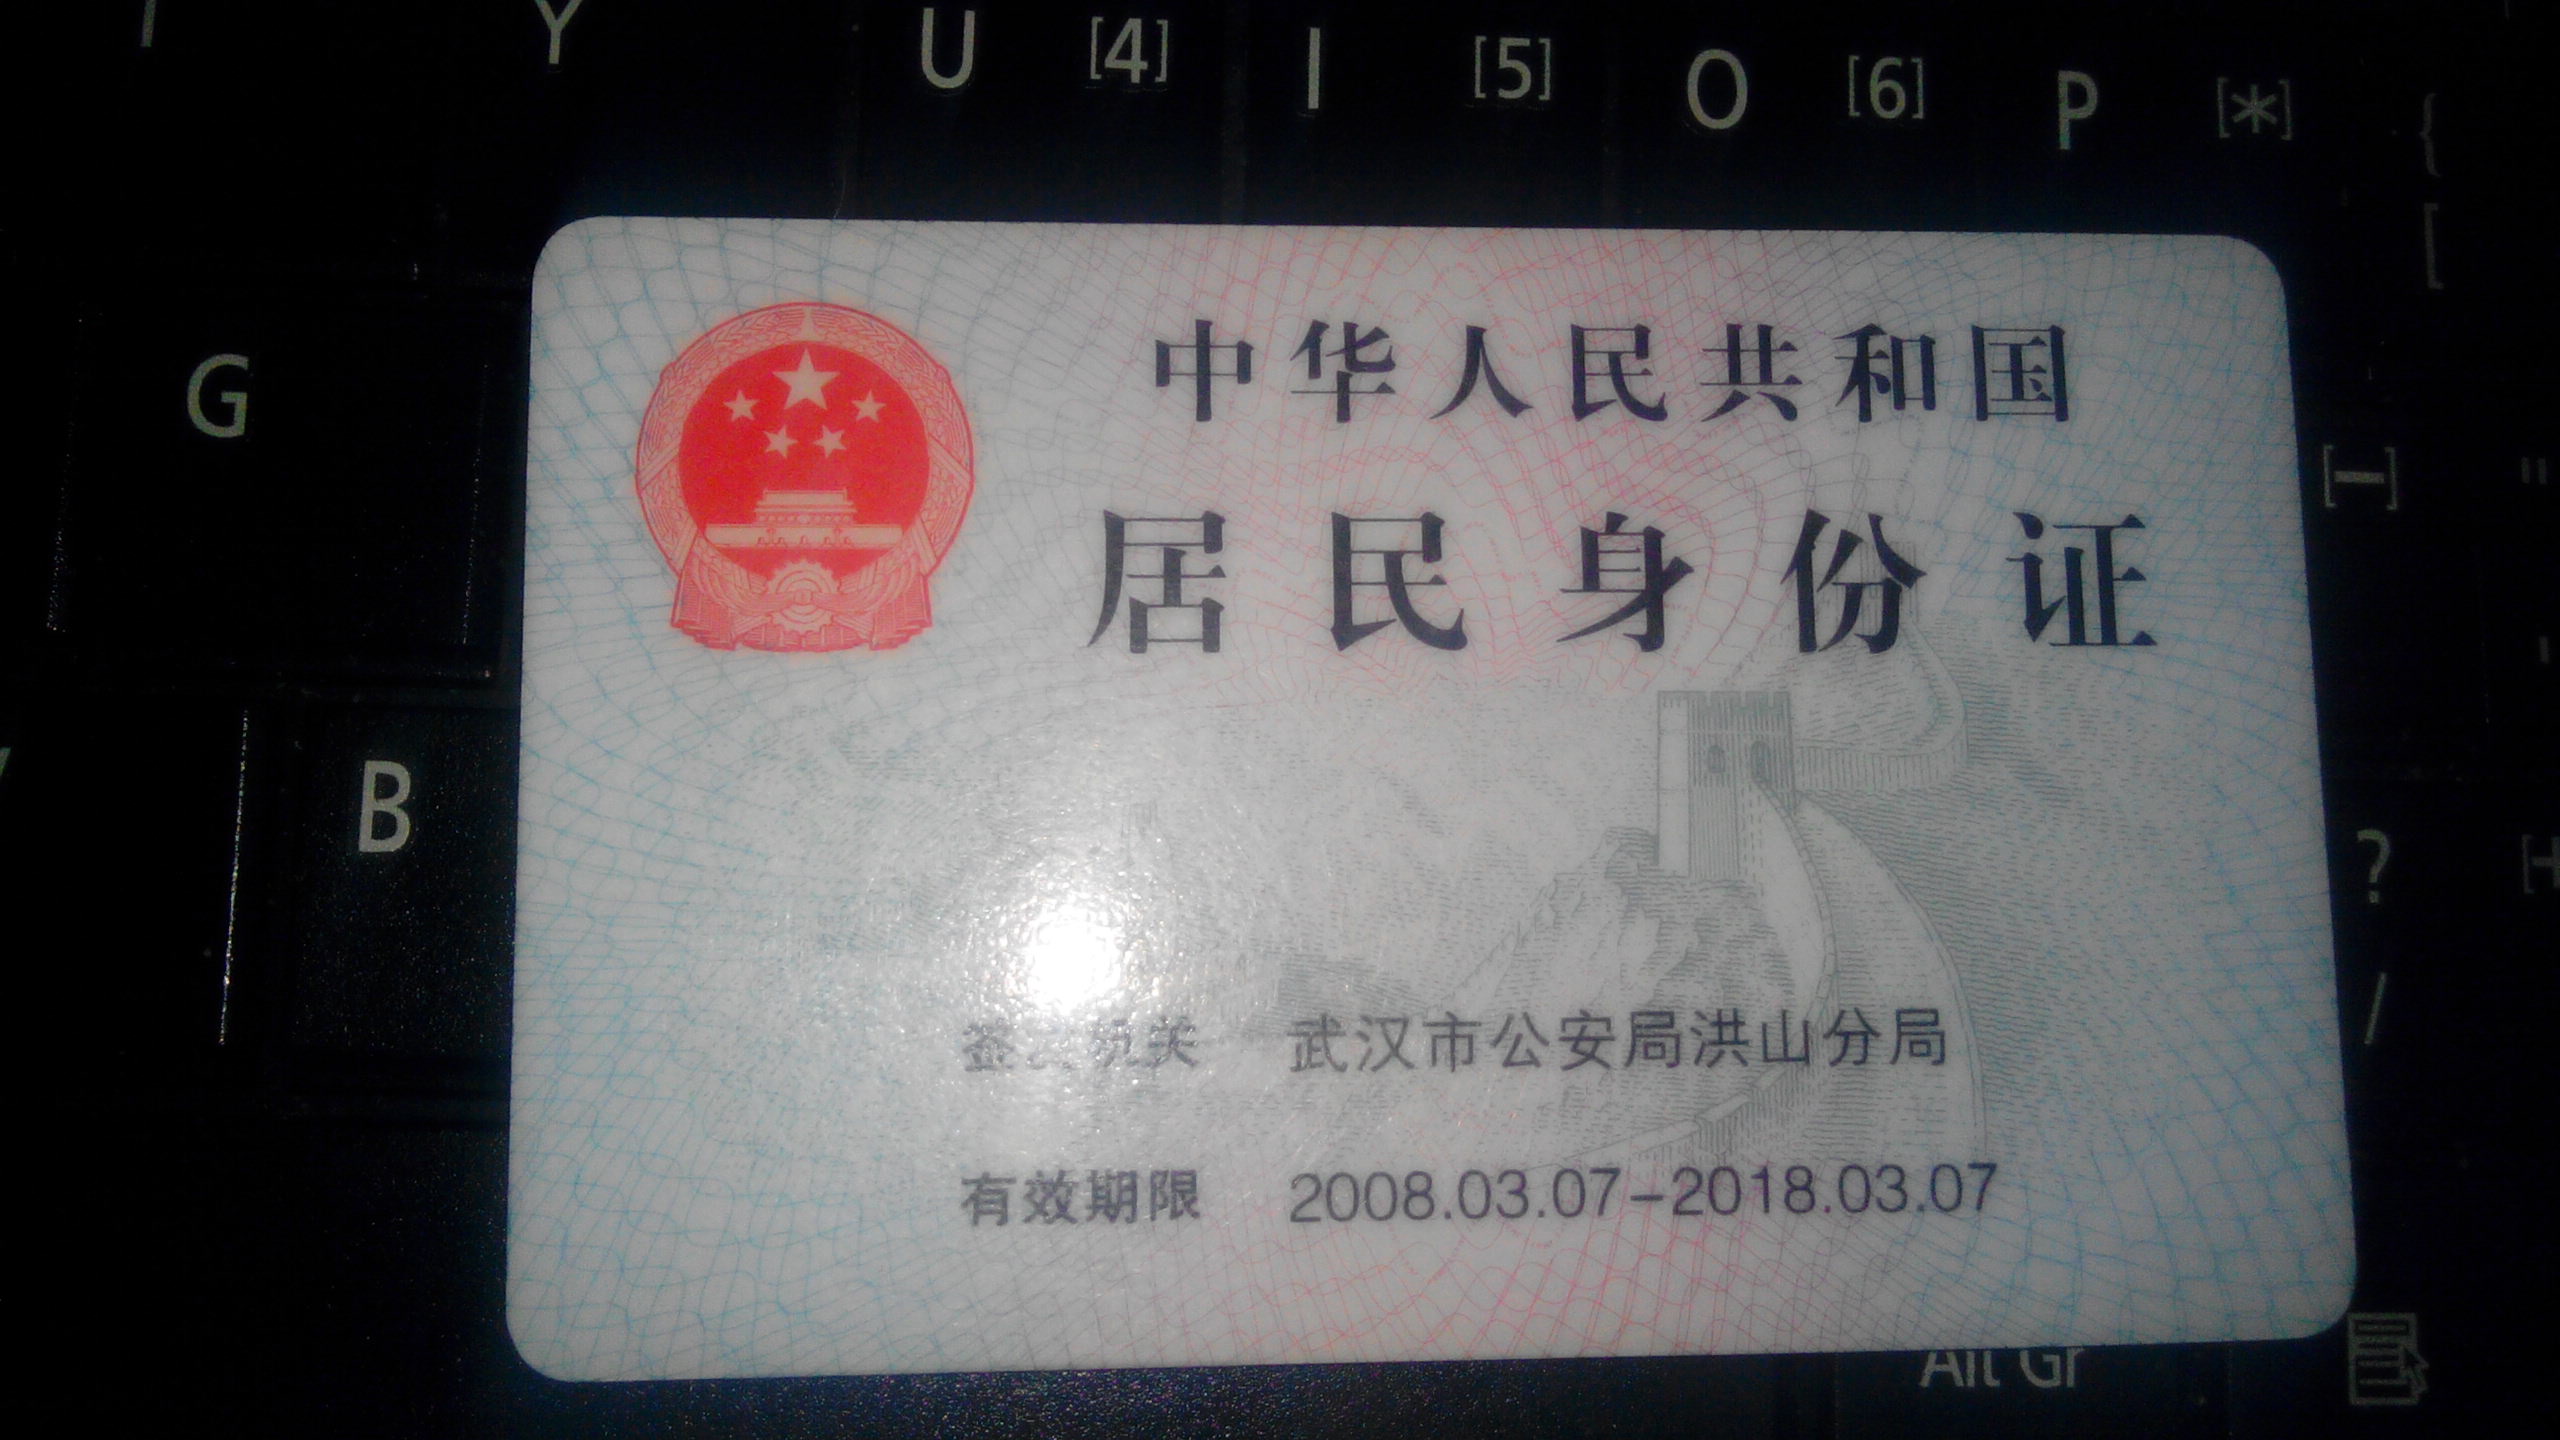 Y U [4] I [5] O [6] P [*] {
[
G
中华人民共和国
[-] "
居民身份证
'
B
? [+
/
签发机关 武汉市公安局洪山分局
有效期限 2008.03.07-2018.03.07
Alt Gr